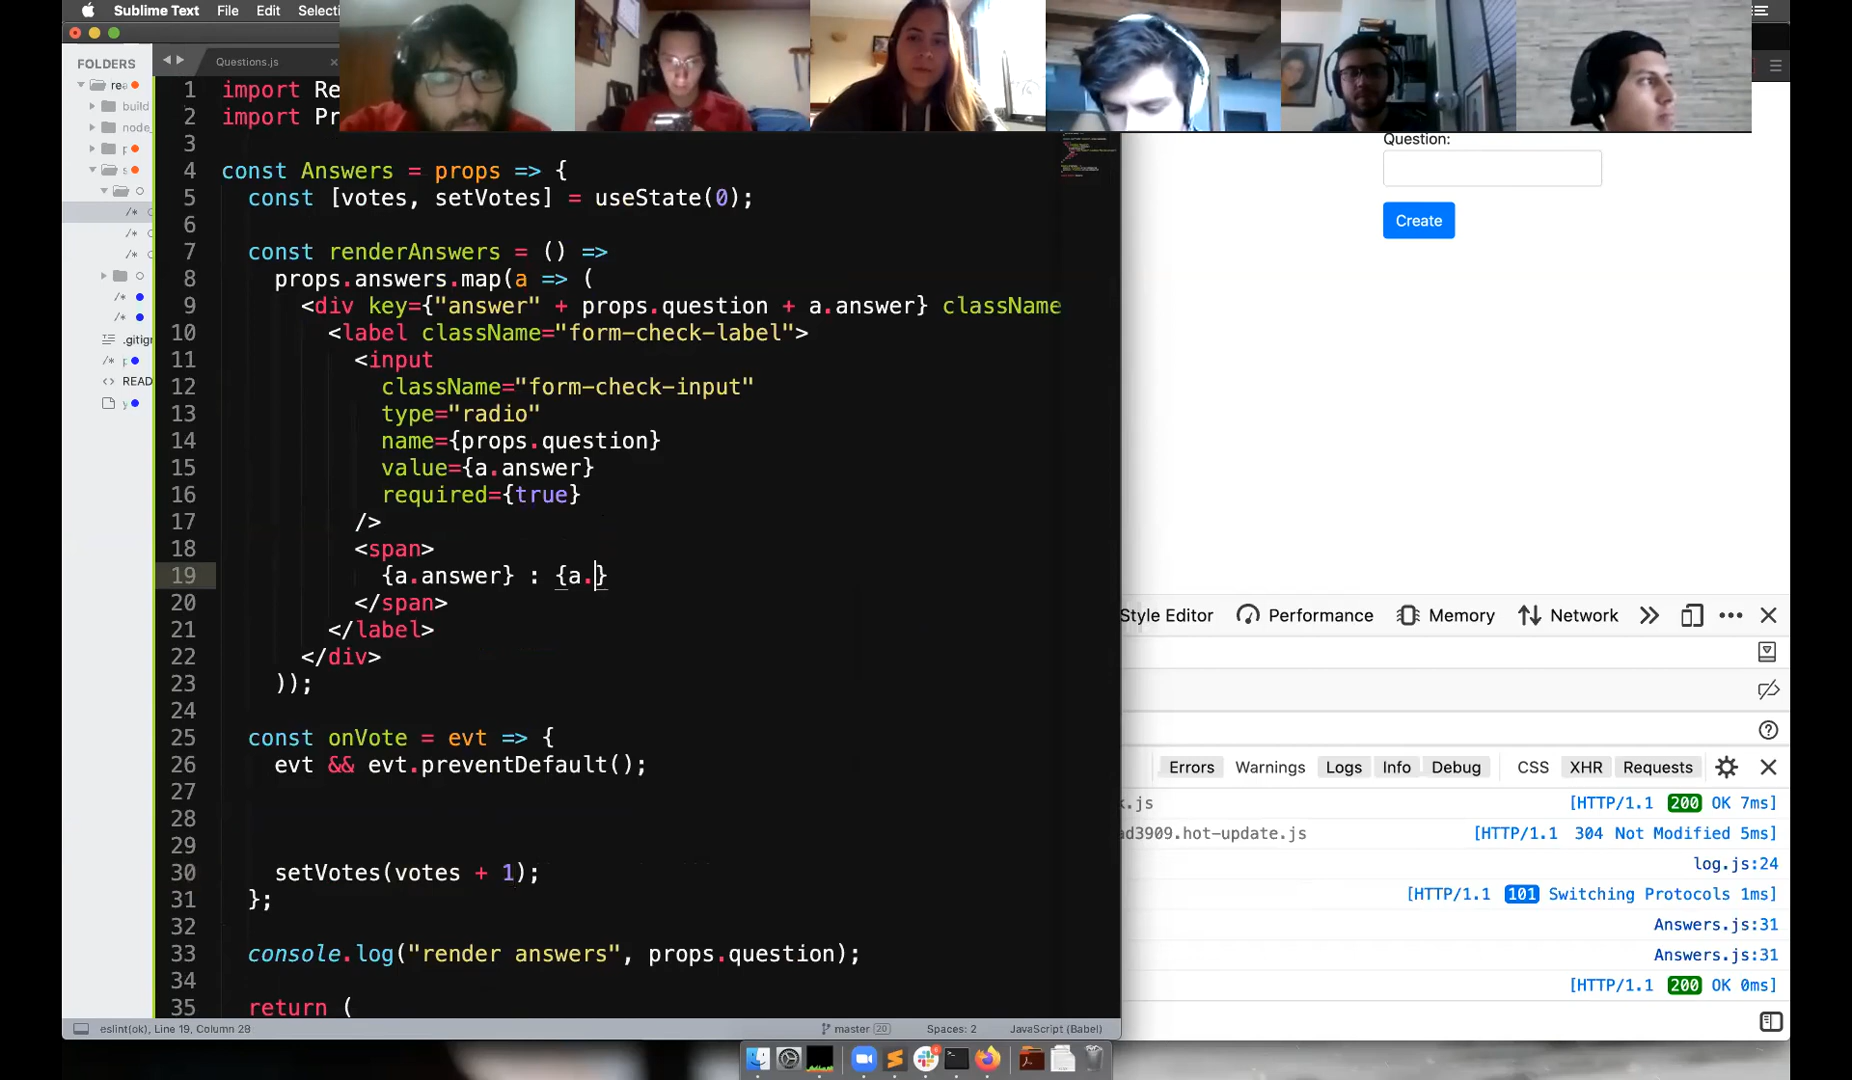 Sublime Text File Edit Selecti
FOLDERS
Questions.js
rea
build
node_
p
s
.gitign
p
READ
y
1 import Re
2 import Pr
3
4 const Answers = props => {
5 const [votes, setVotes] = useState(0);
6
7 const renderAnswers = () =>
8 props.answers.map(a => (
9 <div key={"answer" + props.question + a.answer} className
10 <label className="form-check-label">
11 <input
12 className="form-check-input"
13 type="radio"
14 name={props.question}
15 value={a.answer}
16 required={true}
17 />
18 <span>
19 {a.answer} : {a.}
20 </span>
21 </label>
22 </div>
23 ));
24
25 const onVote = evt => {
26 evt && evt.preventDefault();
27
28
29
30 setVotes(votes + 1);
31 };
32
33 console.log("render answers", props.question);
34
35 return (
eslint(ok), Line 19, Column 28
master 20
Spaces: 2
JavaScript (Babel)
Question:
Create
Style Editor Performance Memory Network
Errors Warnings Logs Info Debug CSS XHR Requests
k.js [HTTP/1.1 200 OK 7ms]
ad3909.hot-update.js [HTTP/1.1 304 Not Modified 5ms]
log.js:24
[HTTP/1.1 101 Switching Protocols 1ms]
Answers.js:31
Answers.js:31
[HTTP/1.1 200 OK 0ms]